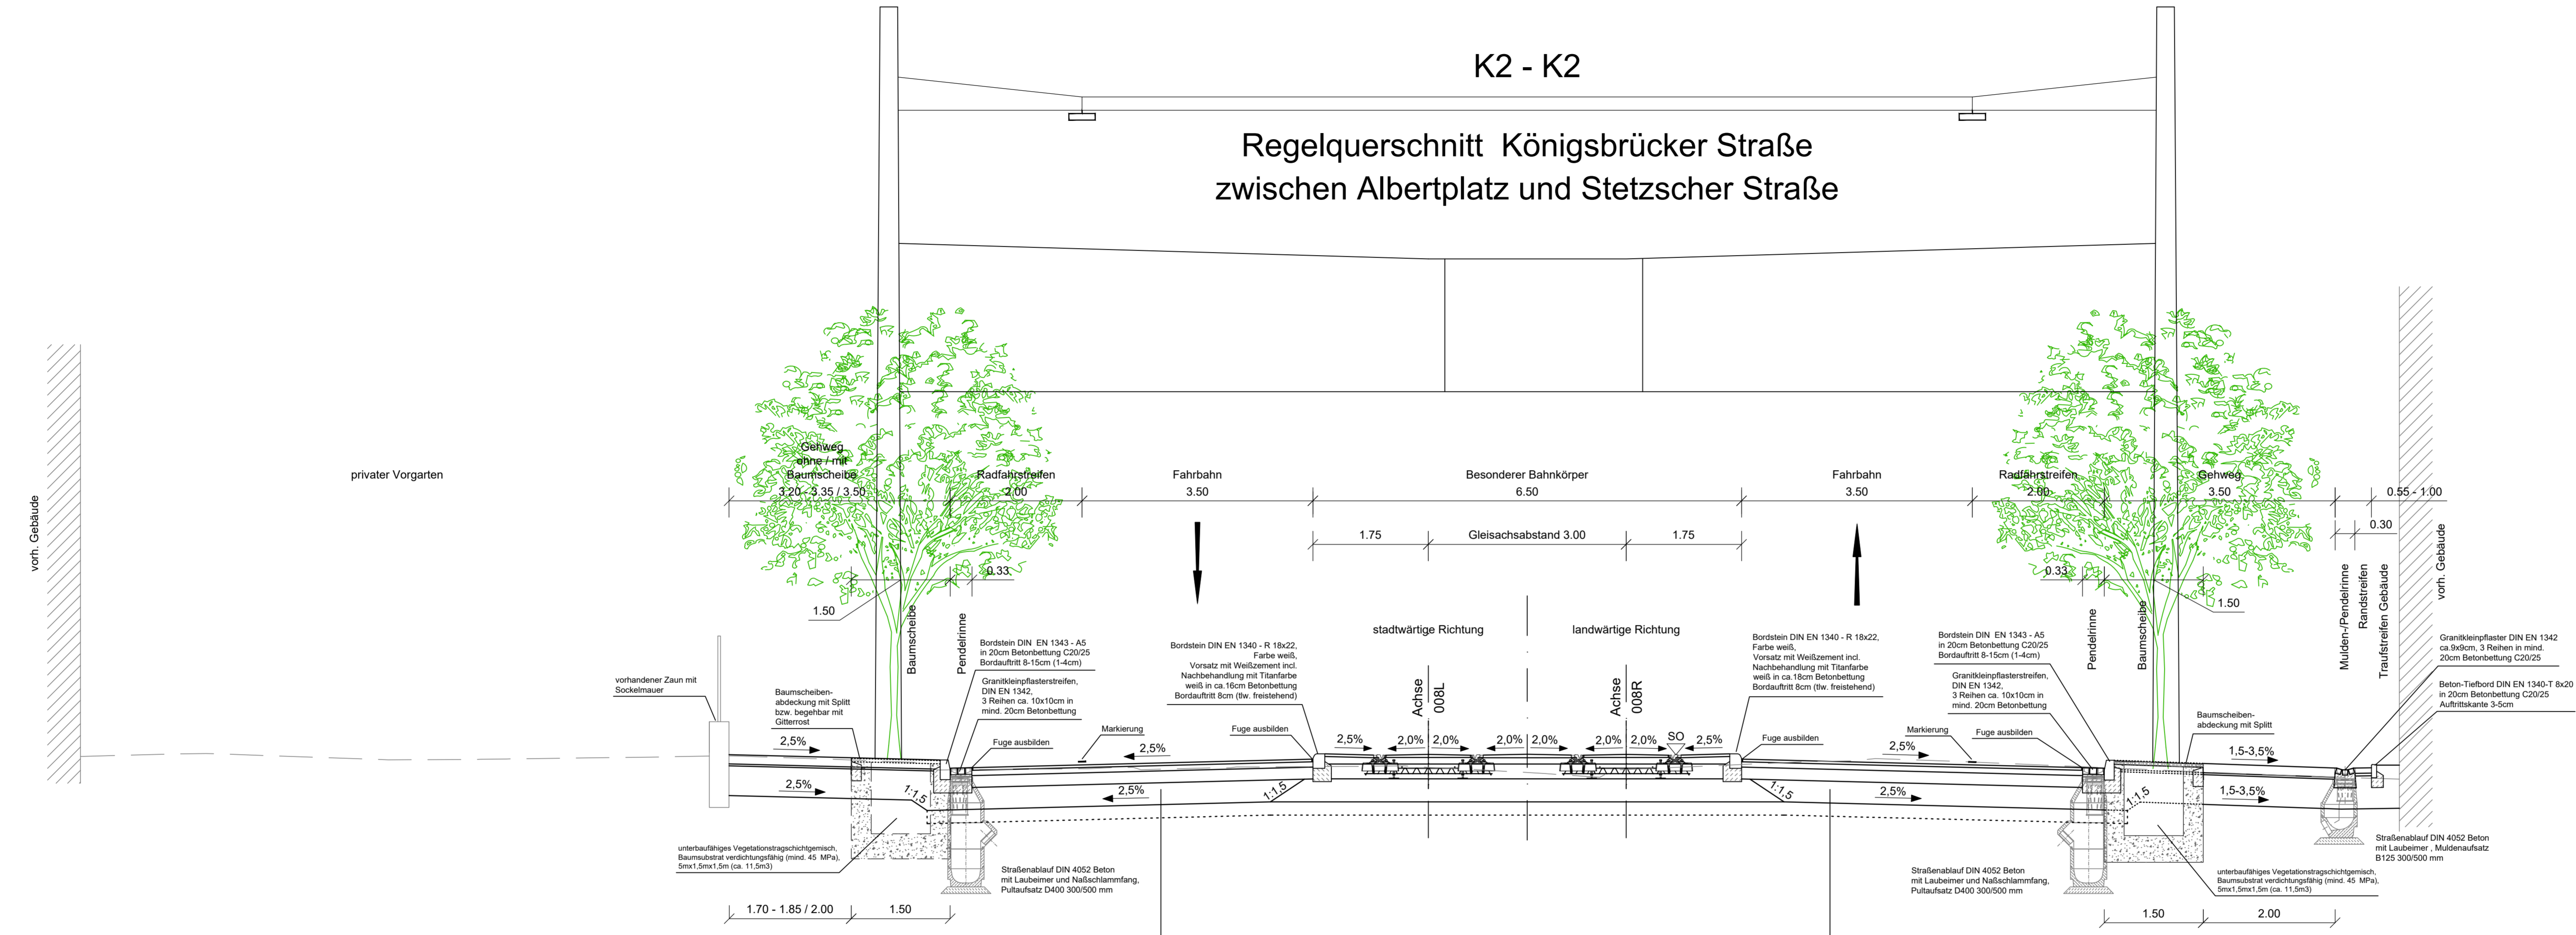 K2 - K2
Regelquerschnitt Königsbrücker Straße
zwischen Albertplatz und Stetzscher Straße
vorh. Gebäude
privater Vorgarten
Gehweg
ohne / mit
Baumscheibe
3.20 - 3.35 / 3.50
Radfahrstreifen
2.00
Fahrbahn
3.50
Besonderer Bahnkörper
6.50
Fahrbahn
3.50
Radfahrstreifen
2.00
Gehweg
3.50
0.55 - 1.00
0.30
1.75
Gleisachsabstand 3.00
1.75
0.33
1.50
0.33
1.50
Baumscheibe
Pendelrinne
stadtwärtige Richtung
landwärtige Richtung
Pendelrinne
Baumscheibe
Mulden-/Pendelrinne
Randstreifen
Traufstreifen Gebäude
vorh. Gebäude
vorhandener Zaun mit
Sockelmauer
Baumscheiben-
abdeckung mit Splitt
bzw. begehbar mit
Gitterrost
Bordstein DIN EN 1343 - A5
in 20cm Betonbettung C20/25
Bordauftritt 8-15cm (1-4cm)
Granitkleinpflasterstreifen,
DIN EN 1342,
3 Reihen ca. 10x10cm in
mind. 20cm Betonbettung
Fuge ausbilden
Markierung
Bordstein DIN EN 1340 - R 18x22,
Farbe weiß,
Vorsatz mit Weißzement incl.
Nachbehandlung mit Titanfarbe
weiß in ca.16cm Betonbettung
Bordauftritt 8cm (tlw. freistehend)
Fuge ausbilden
Achse
008L
Achse
008R
Bordstein DIN EN 1340 - R 18x22,
Farbe weiß,
Vorsatz mit Weißzement incl.
Nachbehandlung mit Titanfarbe
weiß in ca.18cm Betonbettung
Bordauftritt 8cm (tlw. freistehend)
Fuge ausbilden
Bordstein DIN EN 1343 - A5
in 20cm Betonbettung C20/25
Bordauftritt 8-15cm (1-4cm)
Granitkleinpflasterstreifen,
DIN EN 1342,
3 Reihen ca. 10x10cm in
mind. 20cm Betonbettung
Markierung
Fuge ausbilden
Baumscheiben-
abdeckung mit Splitt
Granitkleinpflaster DIN EN 1342
ca.9x9cm, 3 Reihen in mind.
20cm Betonbettung C20/25
Beton-Tiefbord DIN EN 1340-T 8x20
in 20cm Betonbettung C20/25
Auftrittskante 3-5cm
2,5%
2,5%
2,5%
2,0%
2,0%
2,0%
2,0%
2,0%
2,0%
SO
2,5%
2,5%
1,5-3,5%
2,5%
1:1,5
2,5%
1:1,5
1:1,5
2,5%
1:1,5
1,5-3,5%
unterbaufähiges Vegetationstragschichtgemisch,
Baumsubstrat verdichtungsfähig (mind. 45 MPa),
5mx1,5mx1,5m (ca. 11,5m3)
Straßenablauf DIN 4052 Beton
mit Laubeimer und Naßschlammfang,
Pultaufsatz D400 300/500 mm
Straßenablauf DIN 4052 Beton
mit Laubeimer und Naßschlammfang,
Pultaufsatz D400 300/500 mm
unterbaufähiges Vegetationstragschichtgemisch,
Baumsubstrat verdichtungsfähig (mind. 45 MPa),
5mx1,5mx1,5m (ca. 11,5m3)
Straßenablauf DIN 4052 Beton
mit Laubeimer , Muldenaufsatz
B125 300/500 mm
1.70 - 1.85 / 2.00
1.50
1.50
2.00